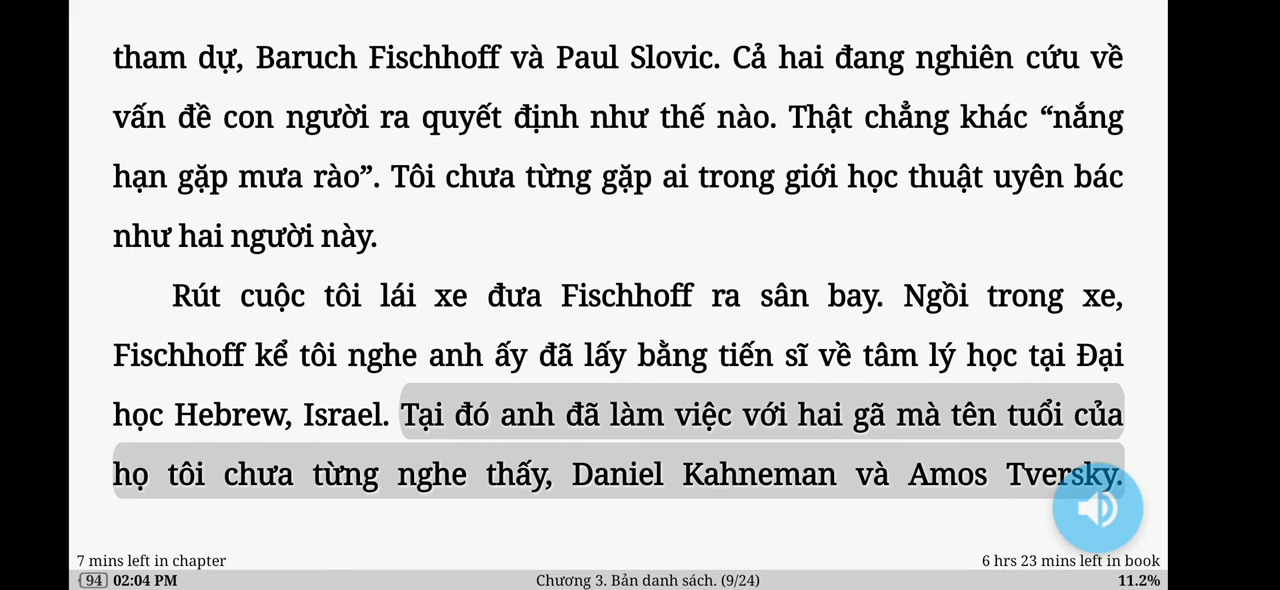 tham dự, Baruch Fischhoff và Paul Slovic. Cả hai đang nghiên cứu về
vấn đề con người ra quyết định như thế nào. Thật chẳng khác “nắng
hạn gặp mưa rào”. Tôi chưa từng gặp ai trong giới học thuật uyên bác
như hai người này.
Rút cuộc tôi lái xe đưa Fischhoff ra sân bay. Ngồi trong xe,
Fischhoff kể tôi nghe anh ấy đã lấy bằng tiến sĩ về tâm lý học tại Đại
học Hebrew, Israel. Tại đó anh đã làm việc với hai gã mà tên tuổi của
họ tôi chưa từng nghe thấy, Daniel Kahneman và Amos Tversky.
7 mins left in chapter 6 hrs 23 mins left in book
94 02:04 PM Chương 3. Bản danh sách. (9/24) 11.2%